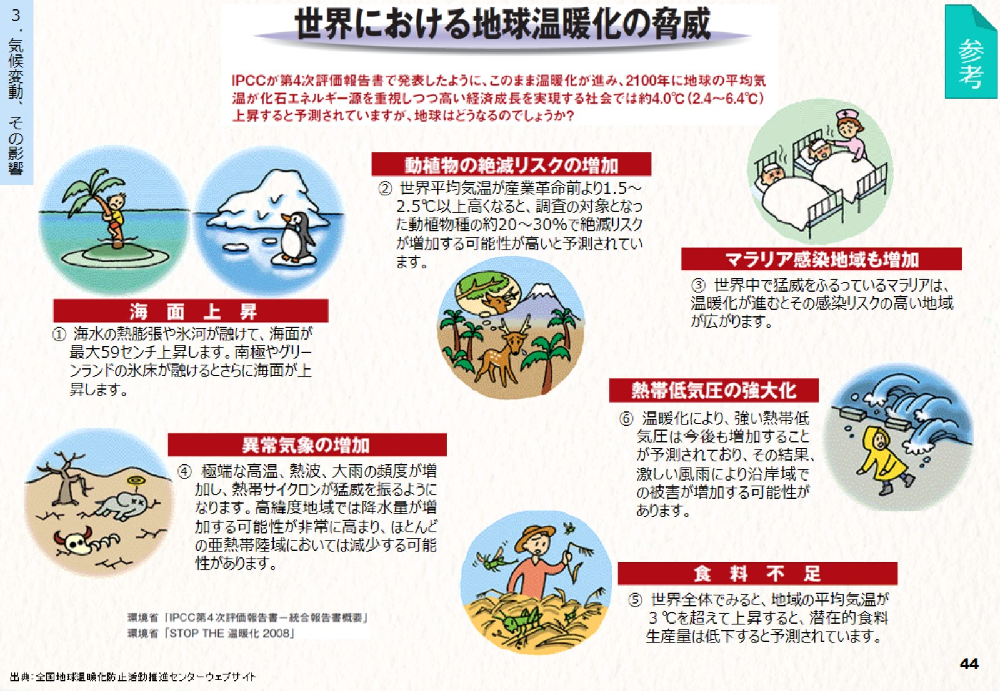 3．気候変動、その影響
世界における地球温暖化の脅威
参考
IPCCが第4次評価報告書で発表したように、このまま温暖化が進み、2100年に地球の平均気
温が化石エネルギー源を重視しつつ高い経済成長を実現する社会では約4.0℃（2.4～6.4℃）
上昇すると予測されていますが、地球はどうなるのでしょうか？
海面上昇
① 海水の熱膨張や氷河が融けて、海面が
最大59センチ上昇します。南極やグリー
ンランドの氷床が融けるとさらに海面が上
昇します。
動植物の絶滅リスクの増加
② 世界平均気温が産業革命前より1.5～
2.5℃以上高くなると、調査の対象となっ
た動植物種の約20～30%で絶滅リスク
が増加する可能性が高いと予測されてい
ます。
マラリア感染地域も増加
③ 世界中で猛威をふるっているマラリアは、
温暖化が進むとその感染リスクの高い地域
が広がります。
異常気象の増加
④ 極端な高温、熱波、大雨の頻度が増
加し、熱帯サイクロンが猛威を振るように
なります。高緯度地域では降水量が増
加する可能性が非常に高まり、ほとんど
の亜熱帯陸域においては減少する可能
性があります。
熱帯低気圧の強大化
⑥ 温暖化により、強い熱帯低
気圧は今後も増加すること
が予測されており、その結果、
激しい風雨により沿岸域で
の被害が増加する可能性が
あります。
食料不足
⑤ 世界全体でみると、地域の平均気温が
３℃を超えて上昇すると、潜在的食料
生産量は低下すると予測されています。
環境省「IPCC第4次評価報告書－統合報告書概要」
環境省「STOP THE 温暖化 2008」
出典：全国地球温暖化防止活動推進センターウェブサイト
44